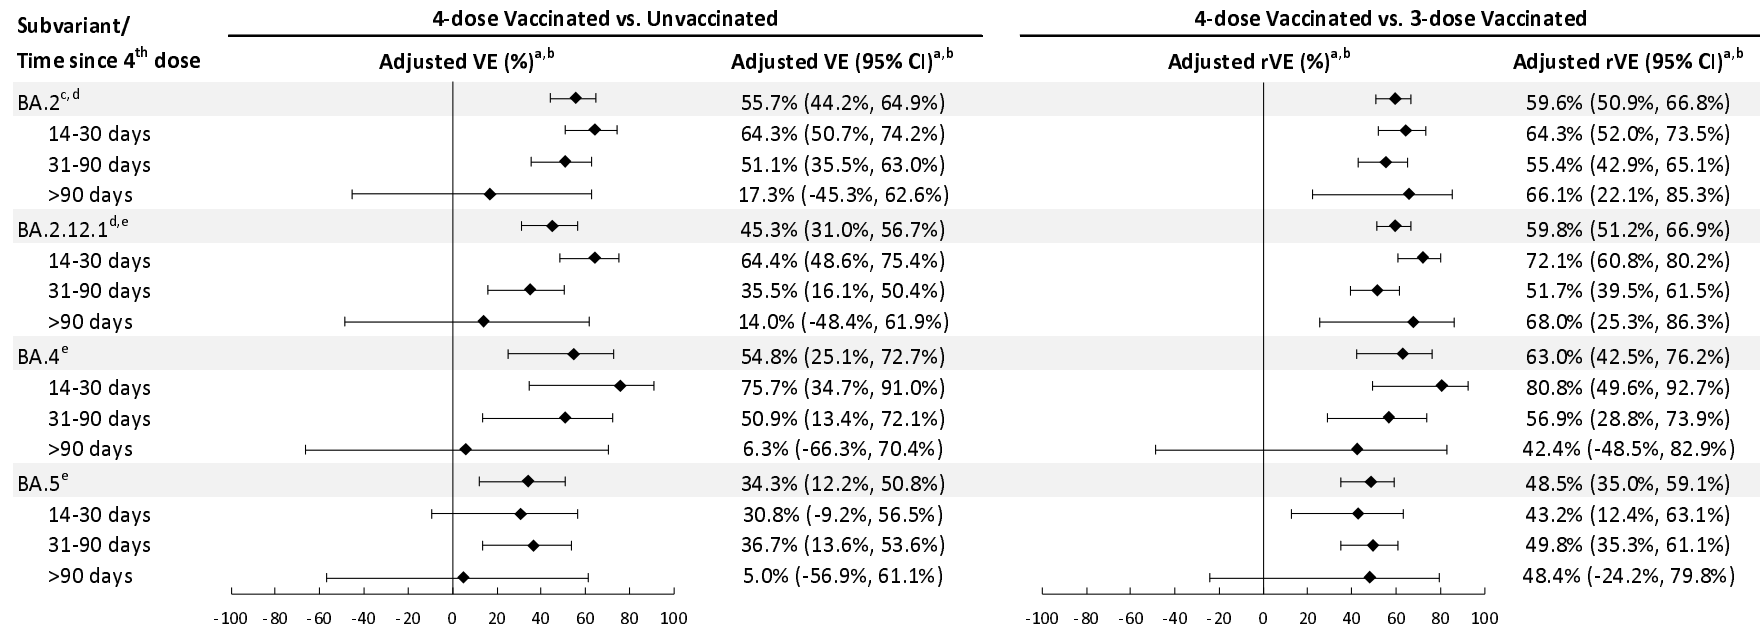 4-dose Vaccinated vs. Unvaccinated 4-dose Vaccinated vs. 3-dose Vaccinated
Subvariant/
Time since 4th dose Adjusted VE (%)a,b Adjusted VE (95% CI)a,b Adjusted rVE (%)a,b Adjusted rVE (95% CI)a,b
BA.2c,d 55.7% (44.2%, 64.9%) 59.6% (50.9%, 66.8%)
14-30 days 64.3% (50.7%, 74.2%) 64.3% (52.0%, 73.5%)
31-90 days 51.1% (35.5%, 63.0%) 55.4% (42.9%, 65.1%)
>90 days 17.3% (-45.3%, 62.6%) 66.1% (22.1%, 85.3%)
BA.2.12.1d,e 45.3% (31.0%, 56.7%) 59.8% (51.2%, 66.9%)
14-30 days 64.4% (48.6%, 75.4%) 72.1% (60.8%, 80.2%)
31-90 days 35.5% (16.1%, 50.4%) 51.7% (39.5%, 61.5%)
>90 days 14.0% (-48.4%, 61.9%) 68.0% (25.3%, 86.3%)
BA.4e 54.8% (25.1%, 72.7%) 63.0% (42.5%, 76.2%)
14-30 days 75.7% (34.7%, 91.0%) 80.8% (49.6%, 92.7%)
31-90 days 50.9% (13.4%, 72.1%) 56.9% (28.8%, 73.9%)
>90 days 6.3% (-66.3%, 70.4%) 42.4% (-48.5%, 82.9%)
BA.5e 34.3% (12.2%, 50.8%) 48.5% (35.0%, 59.1%)
14-30 days 30.8% (-9.2%, 56.5%) 43.2% (12.4%, 63.1%)
31-90 days 36.7% (13.6%, 53.6%) 49.8% (35.3%, 61.1%)
>90 days 5.0% (-56.9%, 61.1%) 48.4% (-24.2%, 79.8%)
-100 -80 -60 -40 -20 0 20 40 60 80 100 -100 -80 -60 -40 -20 0 20 40 60 80 100